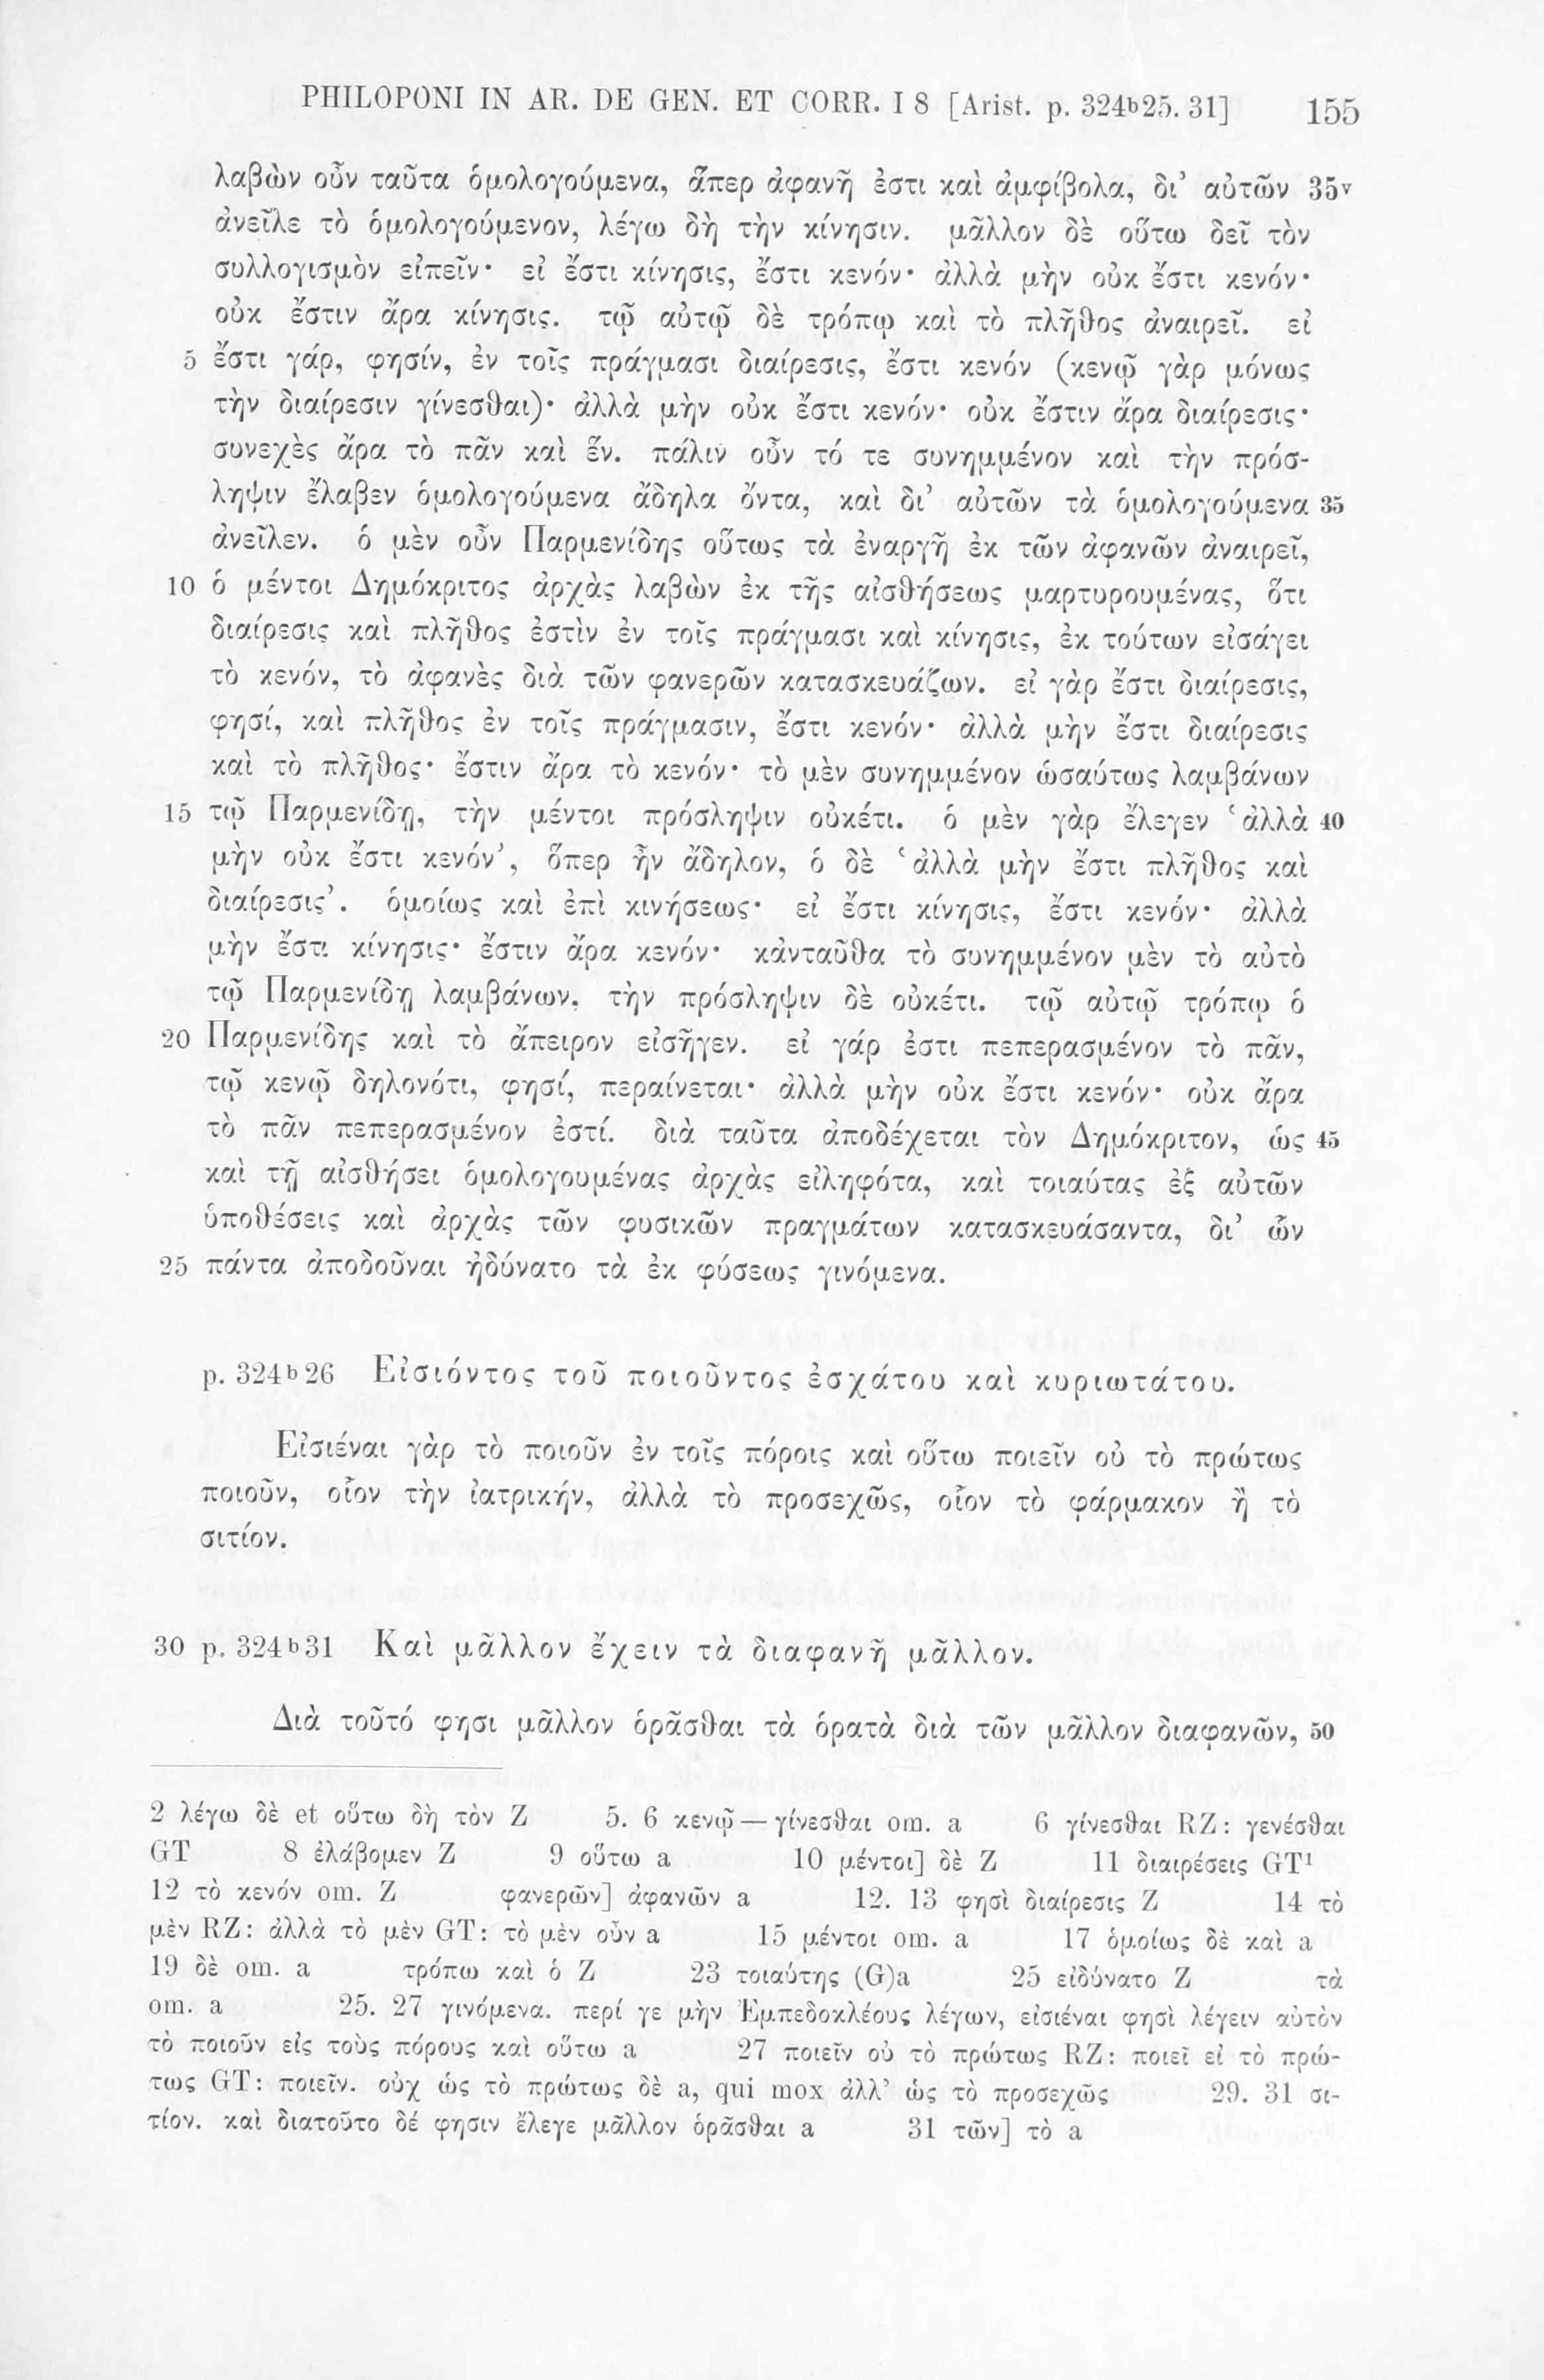 PHILOPONI IN AR. DE GEN. ET CORR. I 8 [Arist. p. 324b25. 31] 155
λαβὼν οὖν ταῦτα ὁμολογούμενα, ἅπερ ἀφανῆ ἐστι καὶ ἀμφίβολα, δι’ αὐτῶν 35v
ἀνεῖλε τὸ ὁμολογούμενον, λέγω δὴ τὴν κίνησιν. μᾶλλον δὲ οὕτω δεῖ τὸν
συλλογισμὸν εἰπεῖν· εἰ ἔστι κίνησις, ἔστι κενόν· ἀλλὰ μὴν οὐκ ἔστι κενόν·
οὐκ ἔστιν ἄρα κίνησις. τῷ αὐτῷ δὲ τρόπῳ καὶ τὸ πλῆθος ἀναιρεῖ. εἰ
5 ἔστι γάρ, φησίν, ἐν τοῖς πράγμασι διαίρεσις, ἔστι κενόν (κενῷ γὰρ μόνως
τὴν διαίρεσιν γίνεσθαι)· ἀλλὰ μὴν οὐκ ἔστι κενόν· οὐκ ἔστιν ἄρα διαίρεσις·
συνεχὲς ἄρα τὸ πᾶν καὶ ἕν. πάλιν οὖν τό τε συνημμένον καὶ τὴν πρόσ-
ληψιν ἔλαβεν ὁμολογούμενα ἄδηλα ὄντα, καὶ δι’ αὐτῶν τὰ ὁμολογούμενα 35
ἀνεῖλεν. ὁ μὲν οὖν Παρμενίδης οὕτως τὰ ἐναργῆ ἐκ τῶν ἀφανῶν ἀναιρεῖ,
10 ὁ μέντοι Δημόκριτος ἀρχὰς λαβὼν ἐκ τῆς αἰσθήσεως μαρτυρουμένας, ὅτι
διαίρεσις καὶ πλῆθος ἐστὶν ἐν τοῖς πράγμασι καὶ κίνησις, ἐκ τούτων εἰσάγει
τὸ κενόν, τὸ ἀφανὲς διὰ τῶν φανερῶν κατασκευάζων. εἰ γὰρ ἔστι διαίρεσις,
φησί, καὶ πλῆθος ἐν τοῖς πράγμασιν, ἔστι κενόν· ἀλλὰ μὴν ἔστι διαίρεσις
καὶ τὸ πλῆθος· ἔστιν ἄρα τὸ κενόν· τὸ μὲν συνημμένον ὡσαύτως λαμβάνων
15 τῷ Παρμενίδῃ, τὴν μέντοι πρόσληψιν οὐκέτι. ὁ μὲν γὰρ ἔλεγεν ‘ἀλλὰ 40
μὴν οὐκ ἔστι κενόν’, ὅπερ ἦν ἄδηλον, ὁ δὲ ‘ἀλλὰ μὴν ἔστι πλῆθος καὶ
διαίρεσις’. ὁμοίως καὶ ἐπὶ κινήσεως· εἰ ἔστι κίνησις, ἔστι κενόν· ἀλλὰ
μὴν ἔστι κίνησις· ἔστιν ἄρα κενόν· κἀνταῦθα τὸ συνημμένον μὲν τὸ αὐτὸ
τῷ Παρμενίδῃ λαμβάνων, τὴν πρόσληψιν δὲ οὐκέτι. τῷ αὐτῷ τρόπῳ ὁ
20 Παρμενίδης καὶ τὸ ἄπειρον εἰσῆγεν. εἰ γάρ ἐστι πεπερασμένον τὸ πᾶν,
τῷ κενῷ δηλονότι, φησί, περαίνεται· ἀλλὰ μὴν οὐκ ἔστι κενόν· οὐκ ἄρα
τὸ πᾶν πεπερασμένον ἐστί. διὰ ταῦτα ἀποδέχεται τὸν Δημόκριτον, ὡς 45
καὶ τῇ αἰσθήσει ὁμολογουμένας ἀρχὰς εἰληφότα, καὶ τοιαύτας ἐξ αὐτῶν
ὑποθέσεις καὶ ἀρχὰς τῶν φυσικῶν πραγμάτων κατασκευάσαντα, δι’ ὧν
25 πάντα ἀποδοῦναι ἠδύνατο τὰ ἐκ φύσεως γινόμενα.
p. 324b26 Εἰσιόντος τοῦ ποιοῦντος ἐσχάτου καὶ κυριωτάτου.
Εἰσιέναι γὰρ τὸ ποιοῦν ἐν τοῖς πόροις καὶ οὕτω ποιεῖν οὐ τὸ πρώτως
ποιοῦν, οἷον τὴν ἰατρικήν, ἀλλὰ τὸ προσεχῶς, οἷον τὸ φάρμακον ἢ τὸ
σιτίον.
30 p. 324b31 Καὶ μᾶλλον ἔχειν τὰ διαφανῆ μᾶλλον.
Διὰ τοῦτό φησι μᾶλλον ὁρᾶσθαι τὰ ὁρατὰ διὰ τῶν μᾶλλον διαφανῶν, 50
2 λέγω δὲ et οὕτω δὴ τὸν Z 5. 6 κενῷ — γίνεσθαι om. a 6 γίνεσθαι RZ: γενέσθαι
GT 8 ἐλάβομεν Z 9 οὕτω a 10 μέντοι] δὲ Z 11 διαιρέσεις GT1
12 τὸ κενόν om. Z φανερῶν] ἀφανῶν a 12. 13 φησὶ διαίρεσις Z 14 τὸ
μὲν RZ: ἀλλὰ τὸ μὲν GT: τὸ μὲν οὖν a 15 μέντοι om. a 17 ὁμοίως δὲ καὶ a
19 δὲ om. a τρόπω καὶ ὁ Z 23 τοιαύτης (G)a 25 εἰδύνατο Z τὰ
om. a 25. 27 γινόμενα. περί γε μὴν Ἐμπεδοκλέους λέγων, εἰσιέναι φησὶ λέγειν αὐτὸν
τὸ ποιοῦν εἰς τοὺς πόρους καὶ οὕτω a 27 ποιεῖν οὐ τὸ πρώτως RZ: ποιεῖ εἰ τὸ πρώ-
τως GT: ποιεῖν. οὐχ ὡς τὸ πρώτως δὲ a, qui mox ἀλλ’ ὡς τὸ προσεχῶς 29. 31 σι-
τίον. καὶ διατοῦτο δέ φησιν ἔλεγε μᾶλλον ὁρᾶσθαι a 31 τῶν] τὸ a